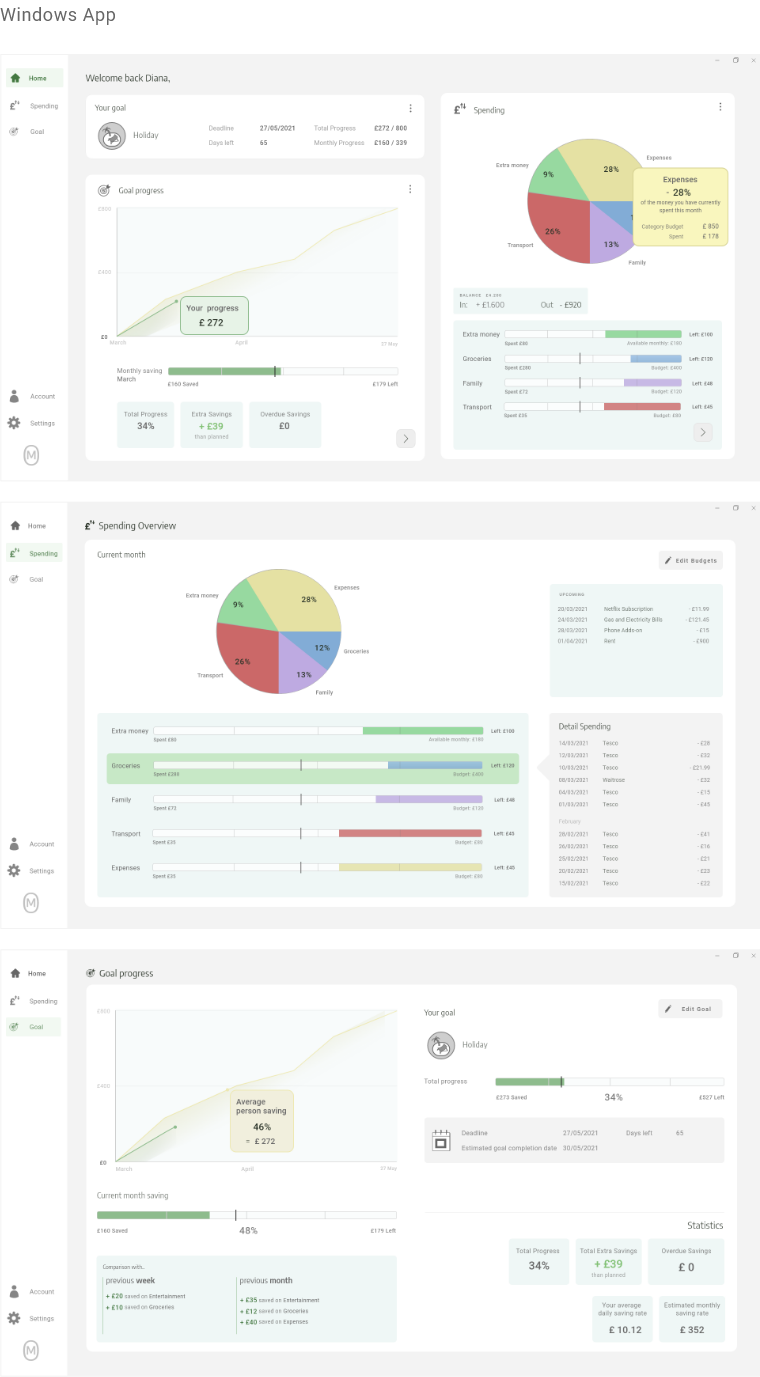 Windows App
Home
Spending
Goal
Account
Settings
M
Welcome back Diana,
Your goal
Holiday
Deadline 27/05/2021 Total Progress £272 / 800
Days left 65 Monthly Progress £160 / 339
Goal progress
£800
£400
£0
March April 27 May
Your progress
£ 272
Monthly saving
March
£160 Saved £179 Left
Total Progress
34%
Extra Savings
+ £39
than planned
Overdue Savings
£0
Spending
Extra money
9%
28%
Expenses
26%
Transport
13%
Family
Expenses
- 28%
of the money you have currently
spent this month
Category Budget £ 850
Spent £ 178
BALANCE
In: + £1.600 Out: - £920
Extra money Left: £100
Spent £80 Available monthly: £180
Groceries Left: £120
Spent £280 Budget: £400
Family Left: £48
Spent £72 Budget: £120
Transport Left: £45
Spent £35
Home
Spending
Goal
Account
Settings
M
Spending Overview
Current month
Edit Budgets
Extra money
9%
28%
Expenses
12%
Groceries
26%
Transport
13%
Family
UPCOMING
20/03/2021 Netflix Subscription - £11.99
24/03/2021 Gas and Electricity Bills - £121.45
28/03/2021 Phone Adds-on - £15
01/04/2021 Rent
Extra money Left: £100
Spent £80 Available monthly: £180
Groceries Left: £120
Spent £280 Budget: £400
Family Left: £48
Spent £72 Budget: £120
Transport Left: £45
Spent £35
Expenses Left: £45
Spent £35
Detail Spending
14/03/2021 Tesco - £28
12/03/2021 Tesco - £32
10/03/2021 Tesco - £21.99
08/03/2021 Waitrose - £32
04/03/2021 Tesco - £15
01/03/2021 Tesco - £45
February
28/02/2021 Tesco - £41
26/02/2021 Tesco - £16
25/02/2021 Tesco - £21
20/02/2021 Tesco - £23
15/02/2021 Tesco - £22
Home
Spending
Goal
Account
Settings
M
Goal progress
£800
£400
£0
March April 27 May
Average
person saving
46%
= £ 272
Current month saving
£160 Saved 48% £179 Left
Comparison with..
previous week
+ £20 saved on Entertainment
+ £10 saved on Groceries
previous month
+ £35 saved on Entertainment
+ £12 saved on Groceries
+ £40 saved on Expenses
Your goal
Edit Goal
Holiday
Total progress
£273 Saved 34% £527 Left
Deadline 27/05/2021 Days left 65
Estimated goal completion date 30/05/2021
Statistics
Total Progress
34%
Total Extra Savings
+ £39
than planned
Overdue Savings
£ 0
Your average
daily saving rate
£ 10.12
Estimated monthly
saving rate
£ 352